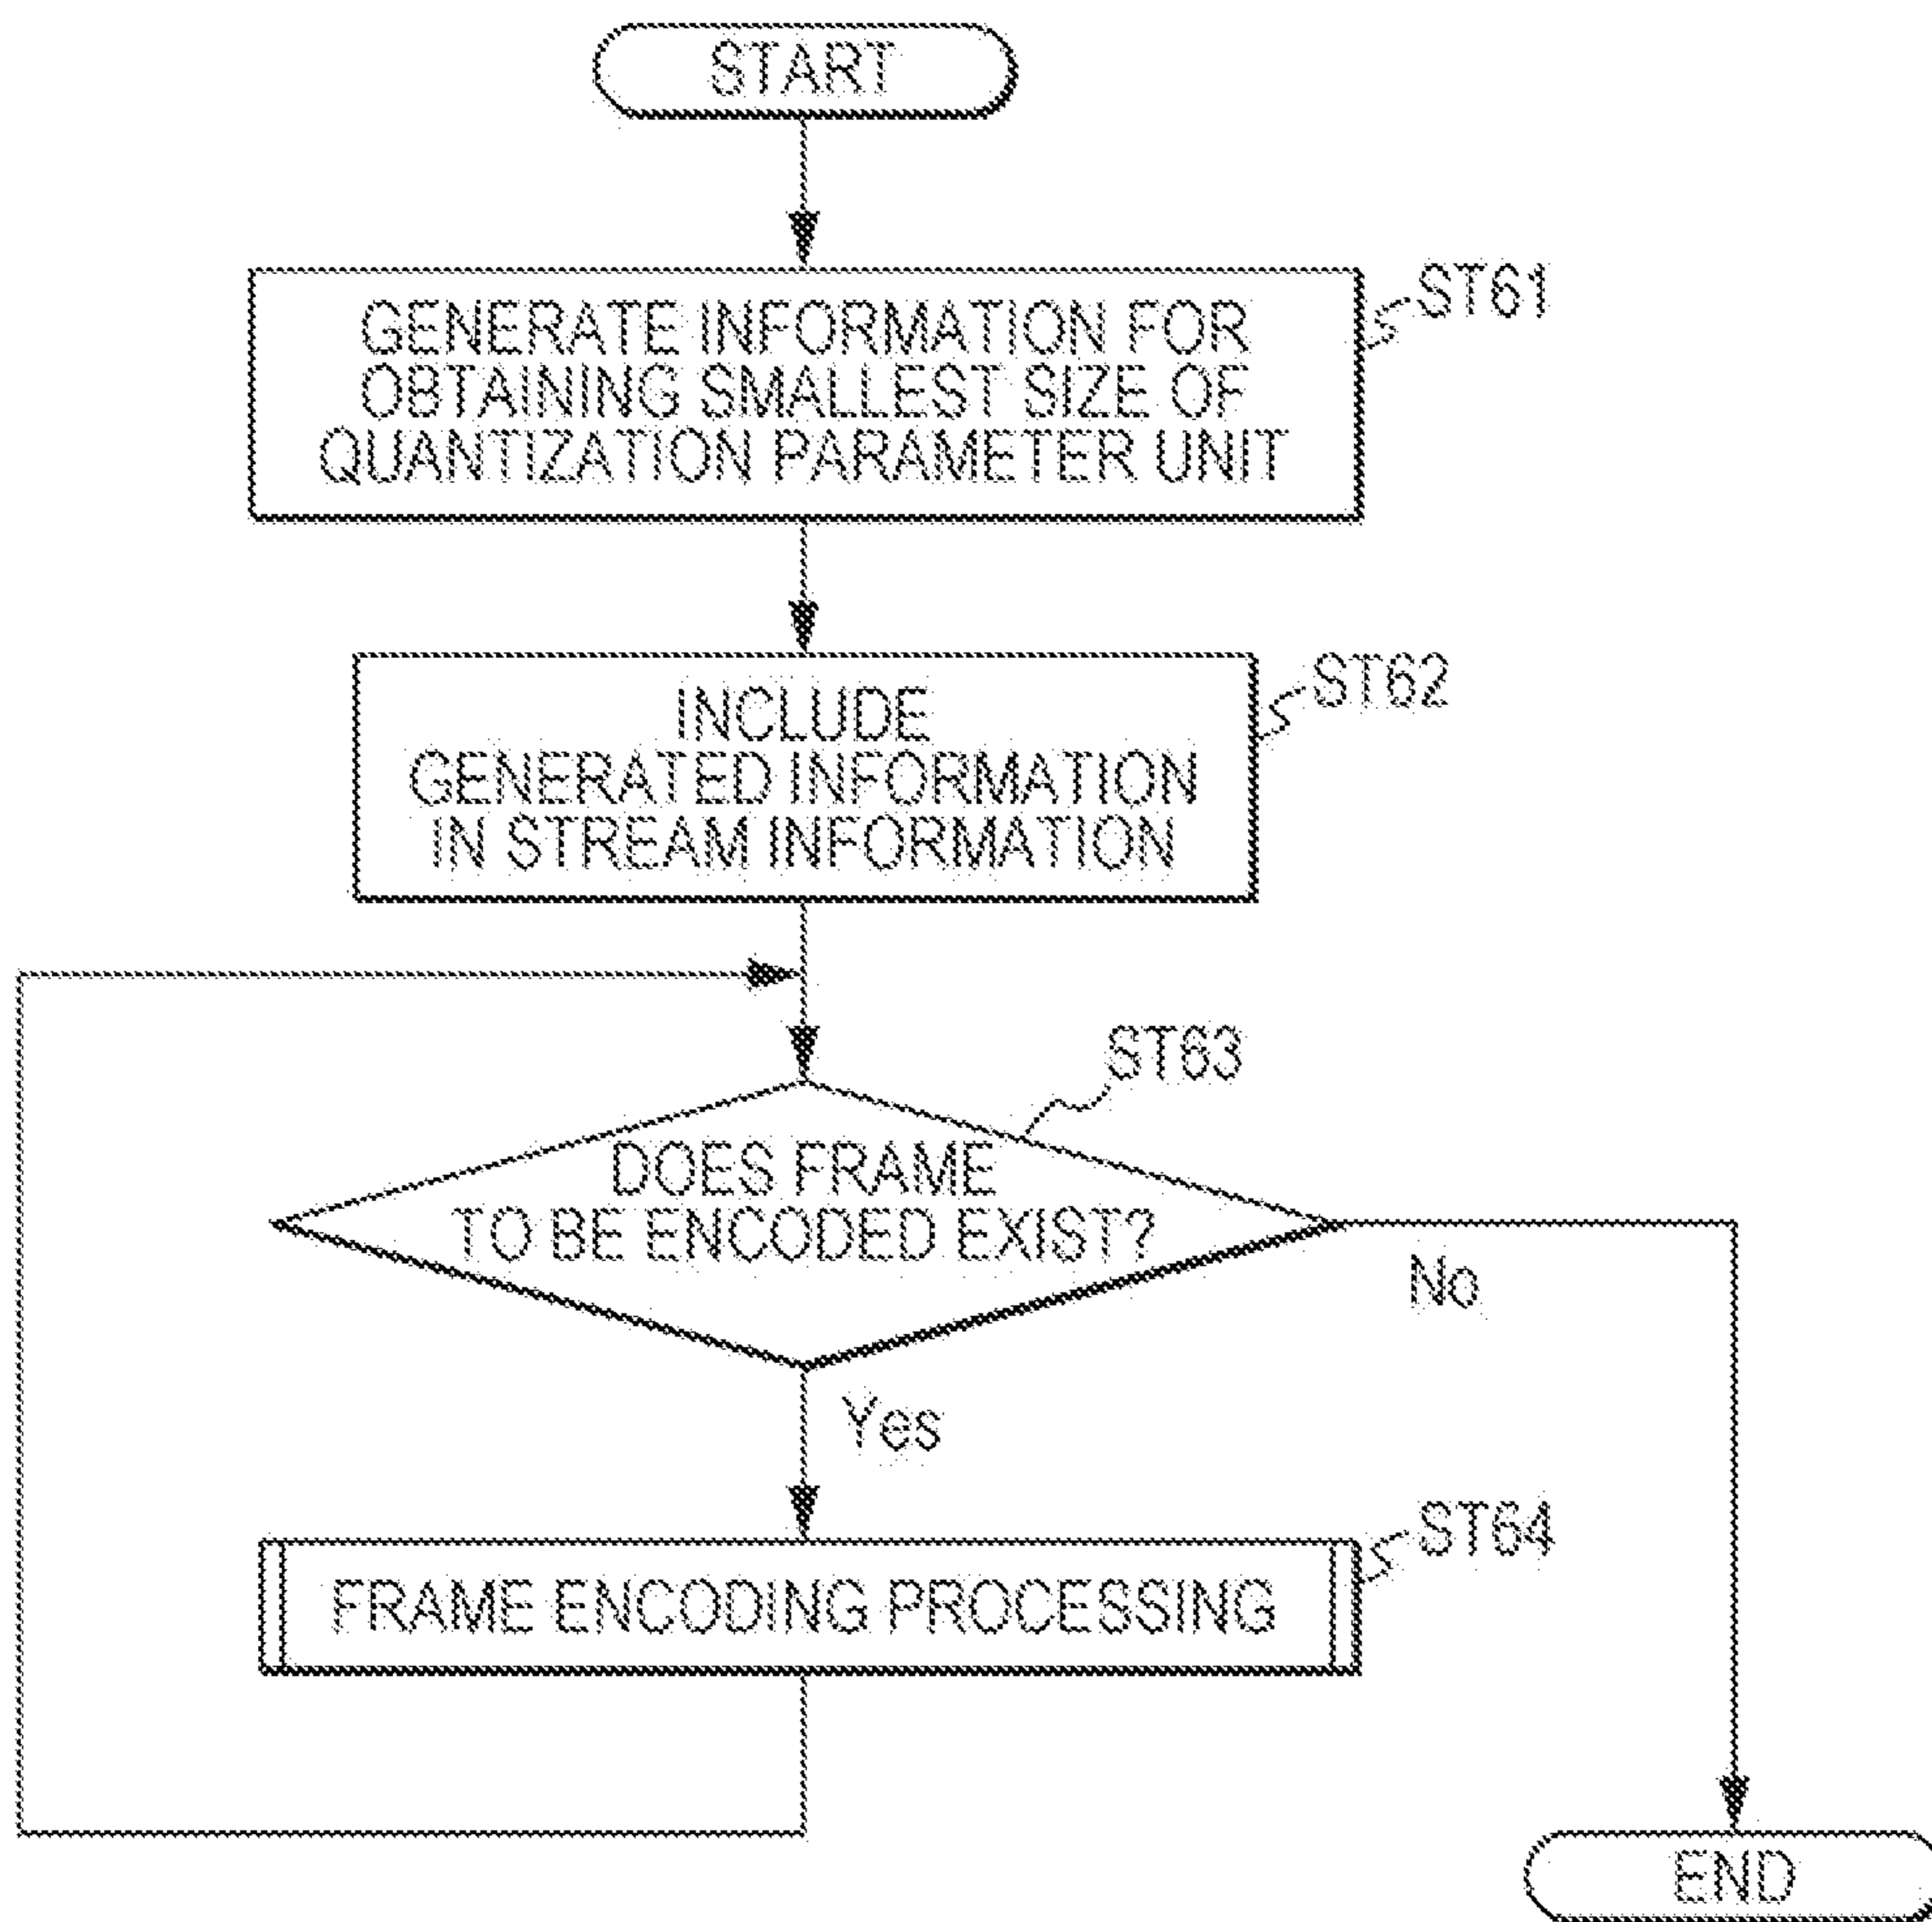 START
GENERATE INFORMATION FOR
OBTAINING SMALLEST SIZE OF
QUANTIZATION PARAMETER UNIT
ST61
INCLUDE
GENERATED INFORMATION
IN STREAM INFORMATION
ST62
ST63
DOES FRAME
TO BE ENCODED EXIST?
No
Yes
FRAME ENCODING PROCESSING
ST64
END